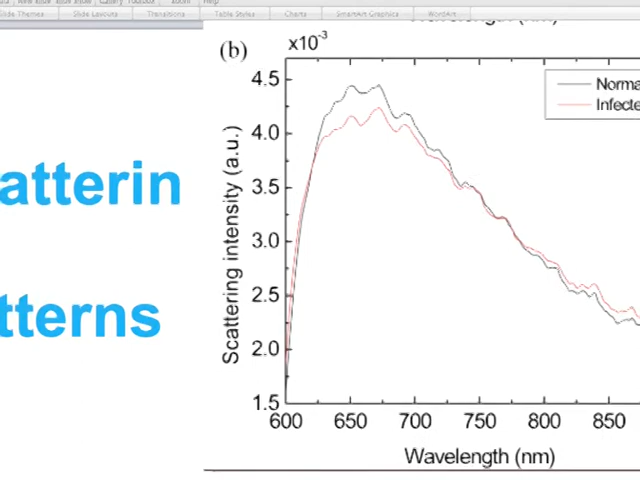 Slide Themes Slide Layouts Transitions Table Styles Charts SmartArt Graphics WordArt
(b)
x10-3
4.5
4.0
3.5
3.0
2.5
2.0
1.5
Norma
Infecte
Scattering intensity (a.u.)
600 650 700 750 800 850
Wavelength (nm)
atterin
tterns